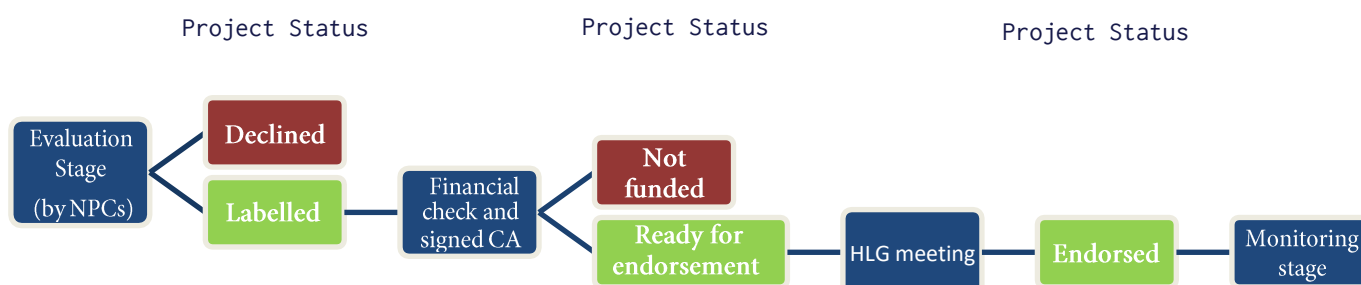 Project Status
Project Status
Project Status
Evaluation
Stage
(by NPCs)
Declined
Labelled
Financial
check and
signed CA
Not
funded
Ready for
endorsement
HLG meeting
Endorsed
Monitoring
stage